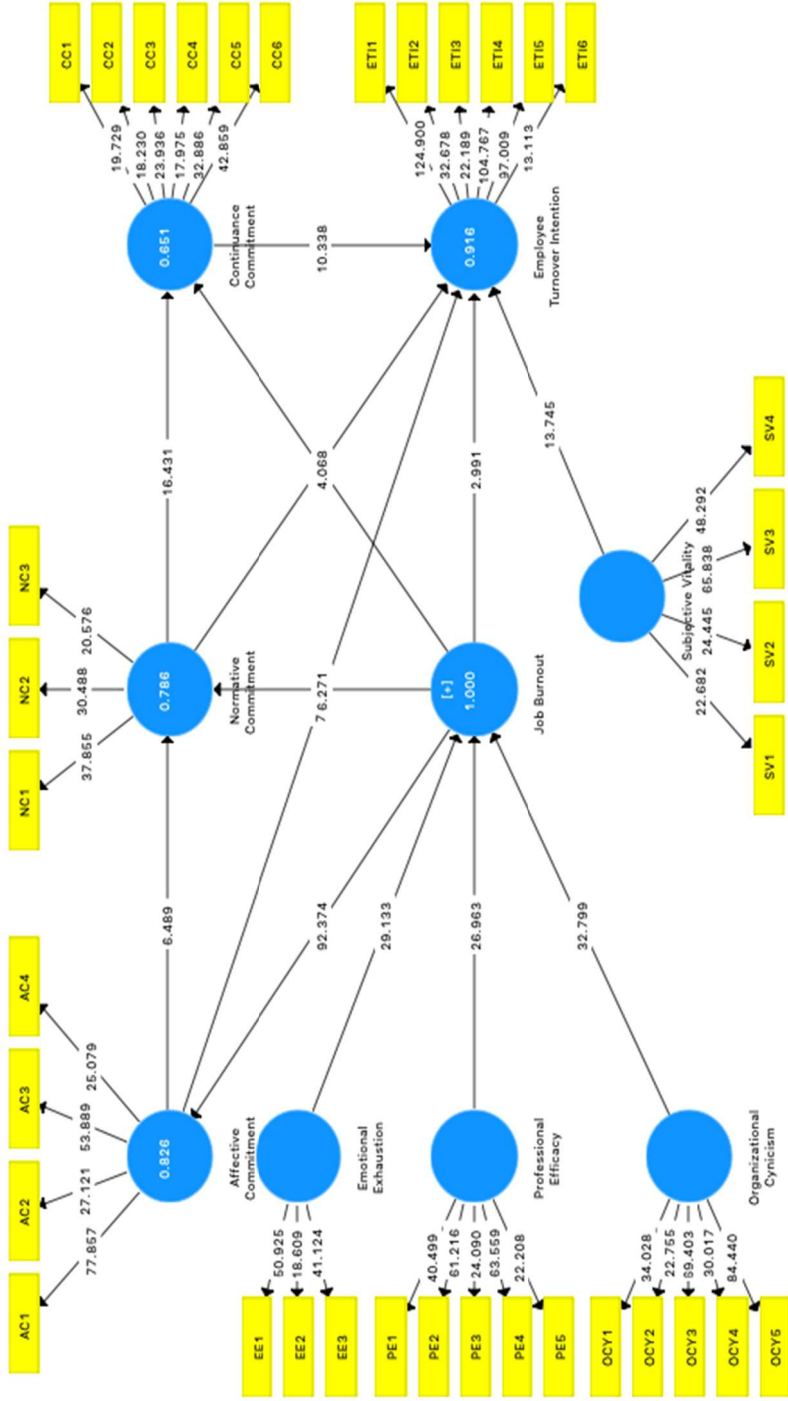 AC1 AC2 AC3 AC4 NC1 NC2 NC3
77.857 27.121 53.889 25.079
37.855 30.488 20.576
CC1
CC2
CC3
CC4
CC5
CC6
19.729
18.230
23.936
17.975
32.886
42.859
0.826
6.489
0.786
16.431
0.651
Affective
Commitment
Normative
Commitment
Continuance
Commitment
EE1
EE2
EE3
50.925
18.609
41.124
Emotional
Exhaustion
92.374
29.133
6.271
4.068
10.338
PE1
PE2
PE3
PE4
PE5
40.499
61.216
24.090
63.559
22.208
Professional
Efficacy
26.963
[+]
1.000
Job Burnout
2.991
0.916
Employee
Turnover Intention
124.900
32.678
22.189
104.767
97.009
13.113
ETI1
ETI2
ETI3
ETI4
ETI5
ETI6
OCY1
OCY2
OCY3
OCY4
OCY5
34.028
22.755
69.403
30.017
84.440
Organizational
Cynicism
32.799
13.745
Subjective Vitality
22.682 24.445 65.838 48.292
SV1 SV2 SV3 SV4